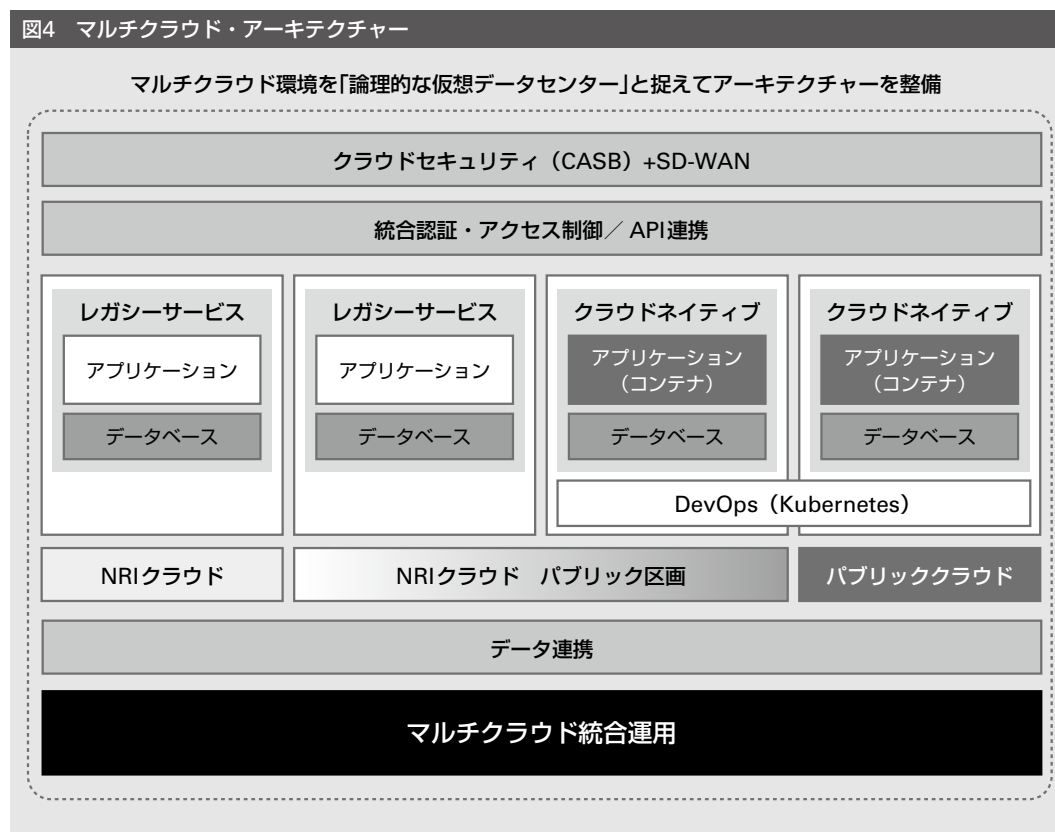 図4　マルチクラウド・アーキテクチャー
マルチクラウド環境を「論理的な仮想データセンター」と捉えてアーキテクチャーを整備
クラウドセキュリティ（CASB）+SD-WAN
統合認証・アクセス制御／API連携
レガシーサービス
アプリケーション
データベース
レガシーサービス
アプリケーション
データベース
クラウドネイティブ
アプリケーション
（コンテナ）
データベース
クラウドネイティブ
アプリケーション
（コンテナ）
データベース
DevOps（Kubernetes）
NRIクラウド
NRIクラウド　パブリック区画
パブリッククラウド
データ連携
マルチクラウド統合運用